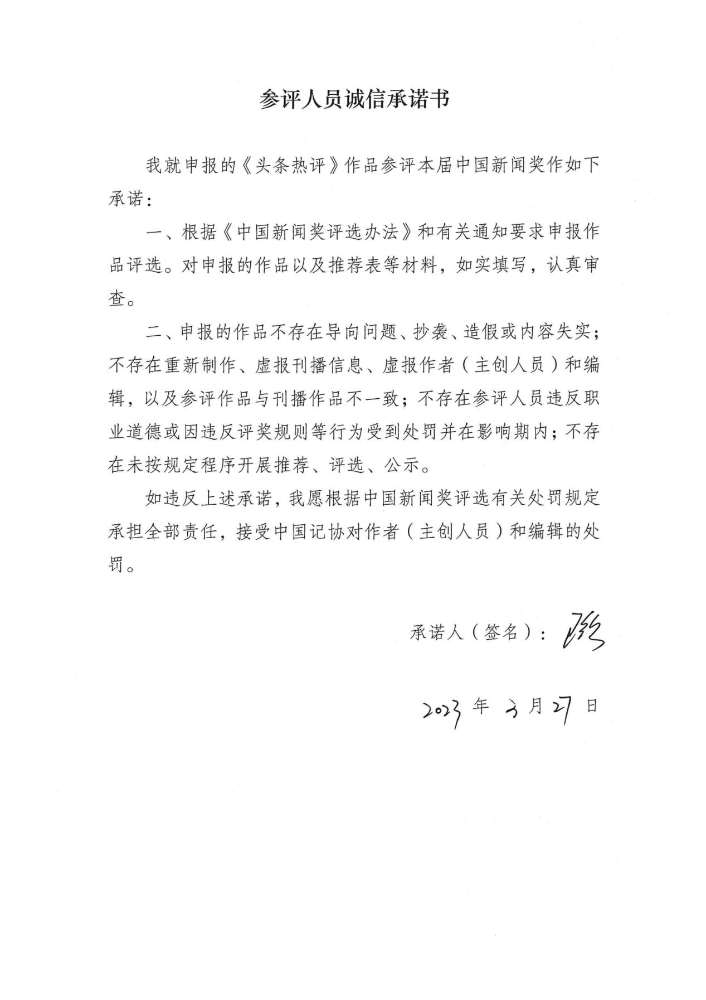 参评人员诚信承诺书
我就申报的《头条热评》作品参评本届中国新闻奖作如下
承诺：
一、根据《中国新闻奖评选办法》和有关通知要求申报作
品评选。对申报的作品以及推荐表等材料，如实填写，认真审
查。
二、申报的作品不存在导向问题、抄袭、造假或内容失实；
不存在重新制作、虚报刊播信息、虚报作者（主创人员）和编
辑，以及参评作品与刊播作品不一致；不存在参评人员违反职
业道德或因违反评奖规则等行为受到处罚并在影响期内；不存
在未按规定程序开展推荐、评选、公示。
如违反上述承诺，我愿根据中国新闻奖评选有关处罚规定
承担全部责任，接受中国记协对作者（主创人员）和编辑的处
罚。
承诺人（签名）：
2023年3月27日